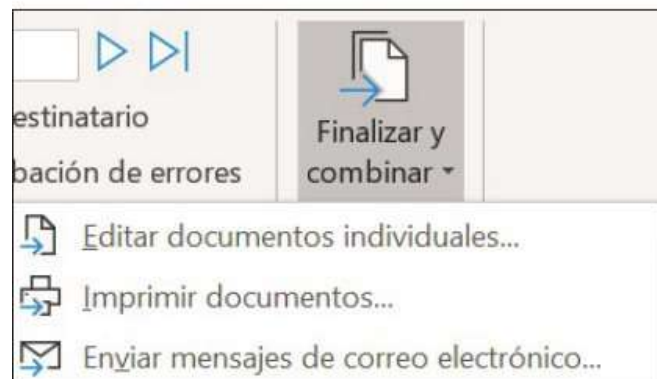 estinatario
bación de errores
Finalizar y
combinar
Editar documentos individuales...
Imprimir documentos...
Enviar mensajes de correo electrónico...